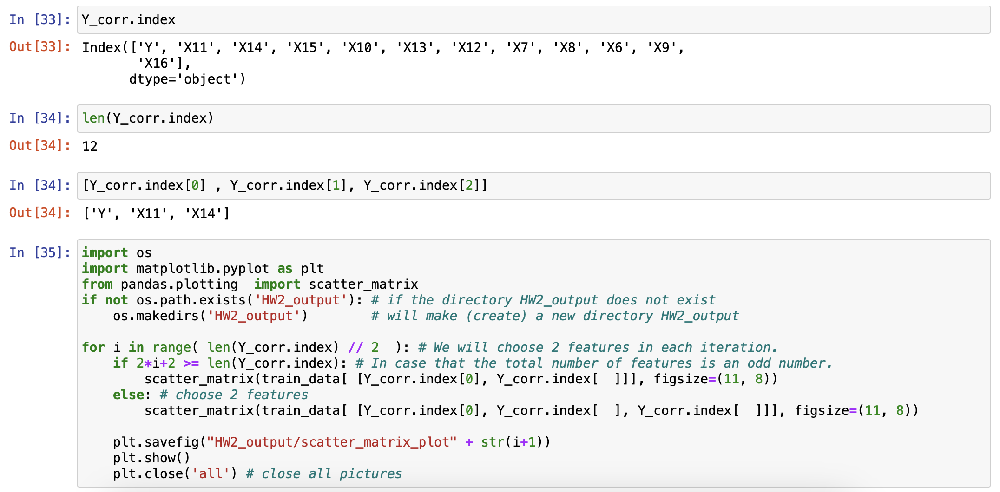 In [33]: Y_corr.index
Out[33]: Index(['Y', 'X11', 'X14', 'X15', 'X10', 'X13', 'X12', 'X7', 'X8', 'X6', 'X9',
       'X16'],
      dtype='object')
In [34]: len(Y_corr.index)
Out[34]: 12
In [34]: [Y_corr.index[0] , Y_corr.index[1], Y_corr.index[2]]
Out[34]: ['Y', 'X11', 'X14']
In [35]: import os
import matplotlib.pyplot as plt
from pandas.plotting  import scatter_matrix
if not os.path.exists('HW2_output'): # if the directory HW2_output does not exist
    os.makedirs('HW2_output')        # will make (create) a new directory HW2_output
for i in range( len(Y_corr.index) // 2  ): # We will choose 2 features in each iteration.
    if 2*i+2 >= len(Y_corr.index): # In case that the total number of features is an odd number.
        scatter_matrix(train_data[ [Y_corr.index[0], Y_corr.index[  ]]], figsize=(11, 8))
    else: # choose 2 features
        scatter_matrix(train_data[ [Y_corr.index[0], Y_corr.index[  ], Y_corr.index[  ]]], figsize=(11, 8))
    plt.savefig("HW2_output/scatter_matrix_plot" + str(i+1))
    plt.show()
    plt.close('all') # close all pictures